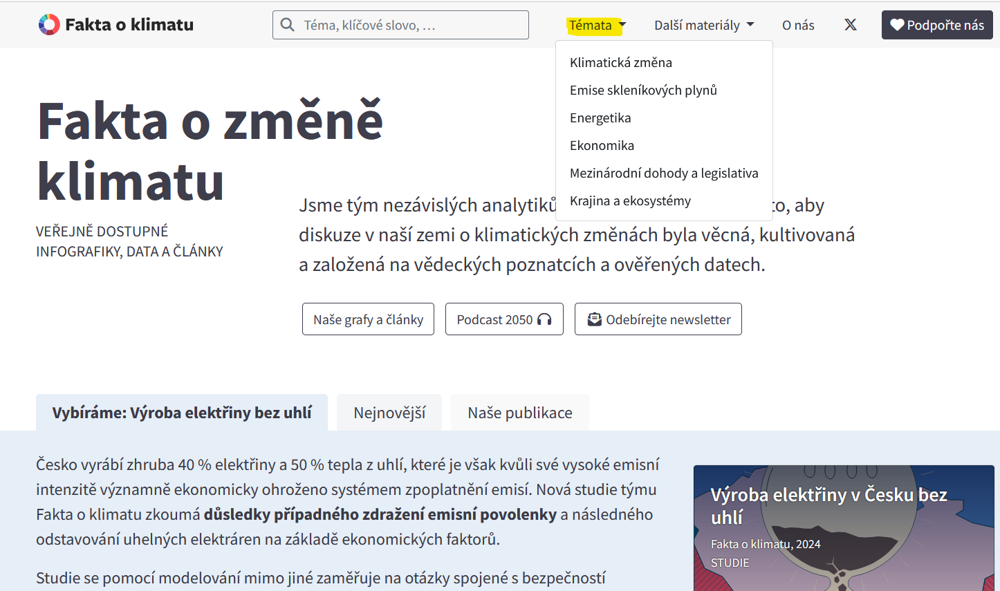 Fakta o klimatu
Téma, klíčové slovo, …
Témata
Další materiály
O nás
Podpořte nás
Klimatická změna
Emise skleníkových plynů
Energetika
Ekonomika
Mezinárodní dohody a legislativa
Krajina a ekosystémy
Fakta o změně
klimatu
VEŘEJNĚ DOSTUPNÉ
INFOGRAFIKY, DATA A ČLÁNKY
Jsme tým nezávislých analytiků to, aby
diskuze v naší zemi o klimatických změnách byla věcná, kultivovaná
a založená na vědeckých poznatcích a ověřených datech.
Naše grafy a články
Podcast 2050
Odebírejte newsletter
Vybíráme: Výroba elektřiny bez uhlí
Nejnovější
Naše publikace
Česko vyrábí zhruba 40 % elektřiny a 50 % tepla z uhlí, které je však kvůli své vysoké emisní
intenzitě významně ekonomicky ohroženo systémem zpoplatnění emisí. Nová studie týmu
Fakta o klimatu zkoumá důsledky případného zdražení emisní povolenky a následného
odstavování uhelných elektráren na základě ekonomických faktorů.
Studie se pomocí modelování mimo jiné zaměřuje na otázky spojené s bezpečností
Výroba elektřiny v Česku bez
uhlí
Fakta o klimatu, 2024
STUDIE